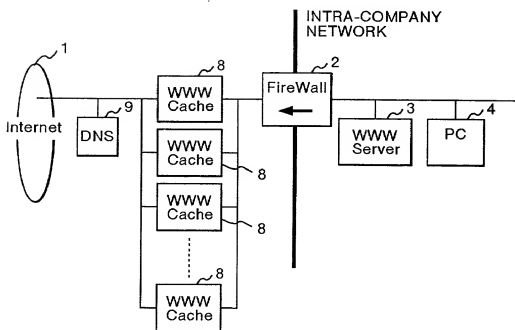 INTRA-COMPANY
NETWORK
1
8
2
WWW
Cache
FireWall
9
3
4
Internet
DNS
WWW
Cache
8
WWW
Server
PC
WWW
Cache
8
8
WWW
Cache